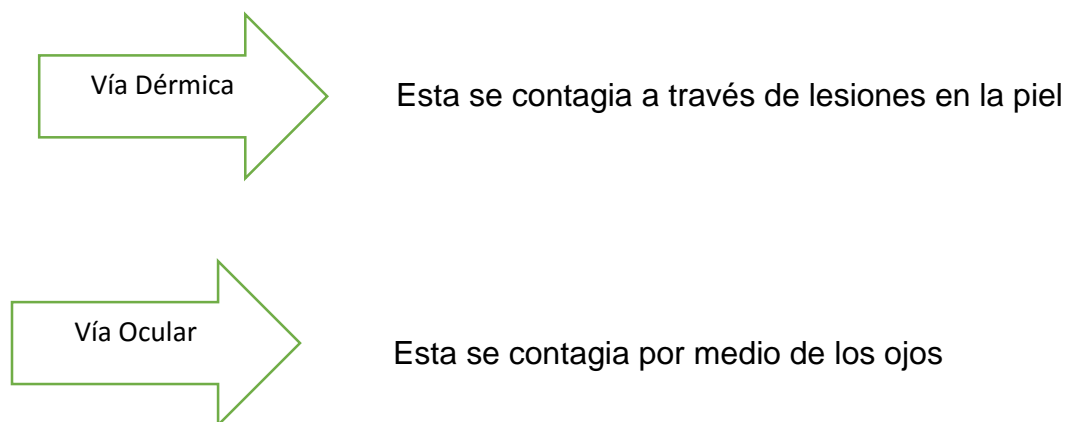 Vía Dérmica
Esta se contagia a través de lesiones en la piel
Vía Ocular
Esta se contagia por medio de los ojos